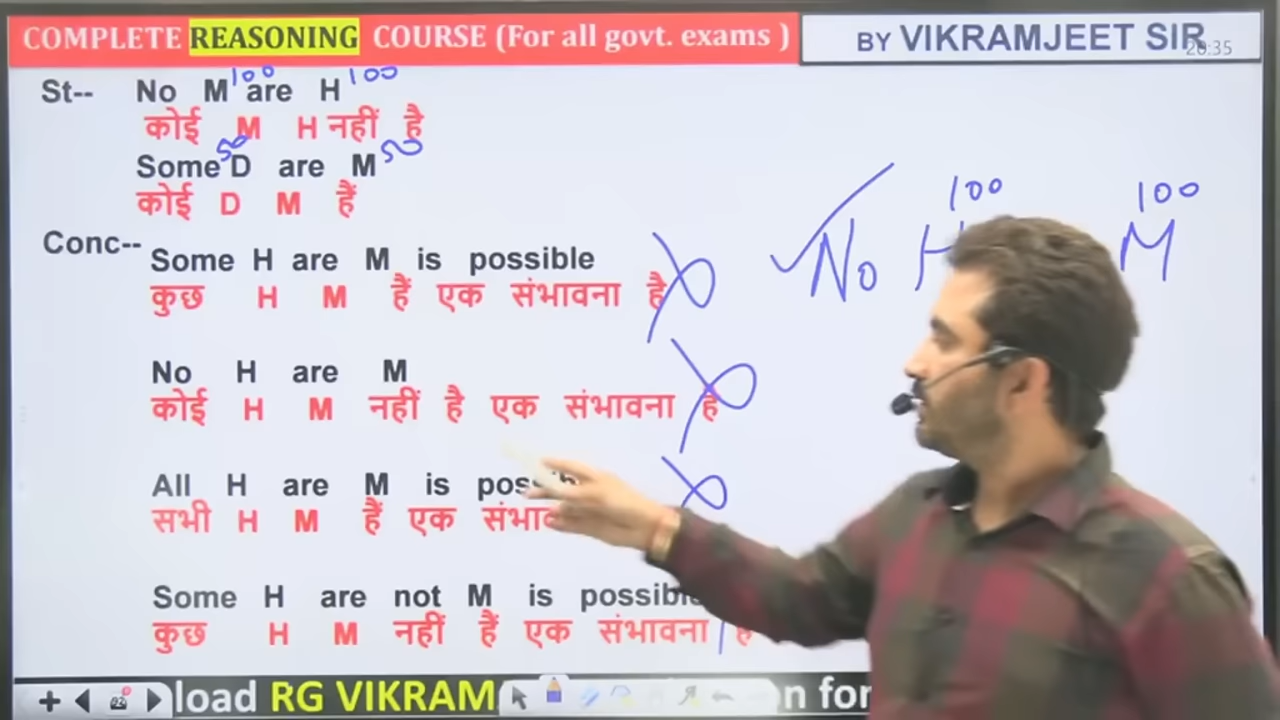 COMPLETE REASONING COURSE (For all govt. exams )
BY VIKRAMJEET SIR
20:35
St-- No M are H
100 100
कोई M H नहीं है
Some D are M
50 50
कोई D M हैं
Conc--
Some H are M is possible
कुछ H M हैं एक संभावना है
No H are M
कोई H M नहीं है एक संभावना है
All H are M is
सभी H M हैं एक
Some H are not M is
कुछ H M नहीं हैं एक संभावना है
100 100
No H M
load RG VIKRAM n for